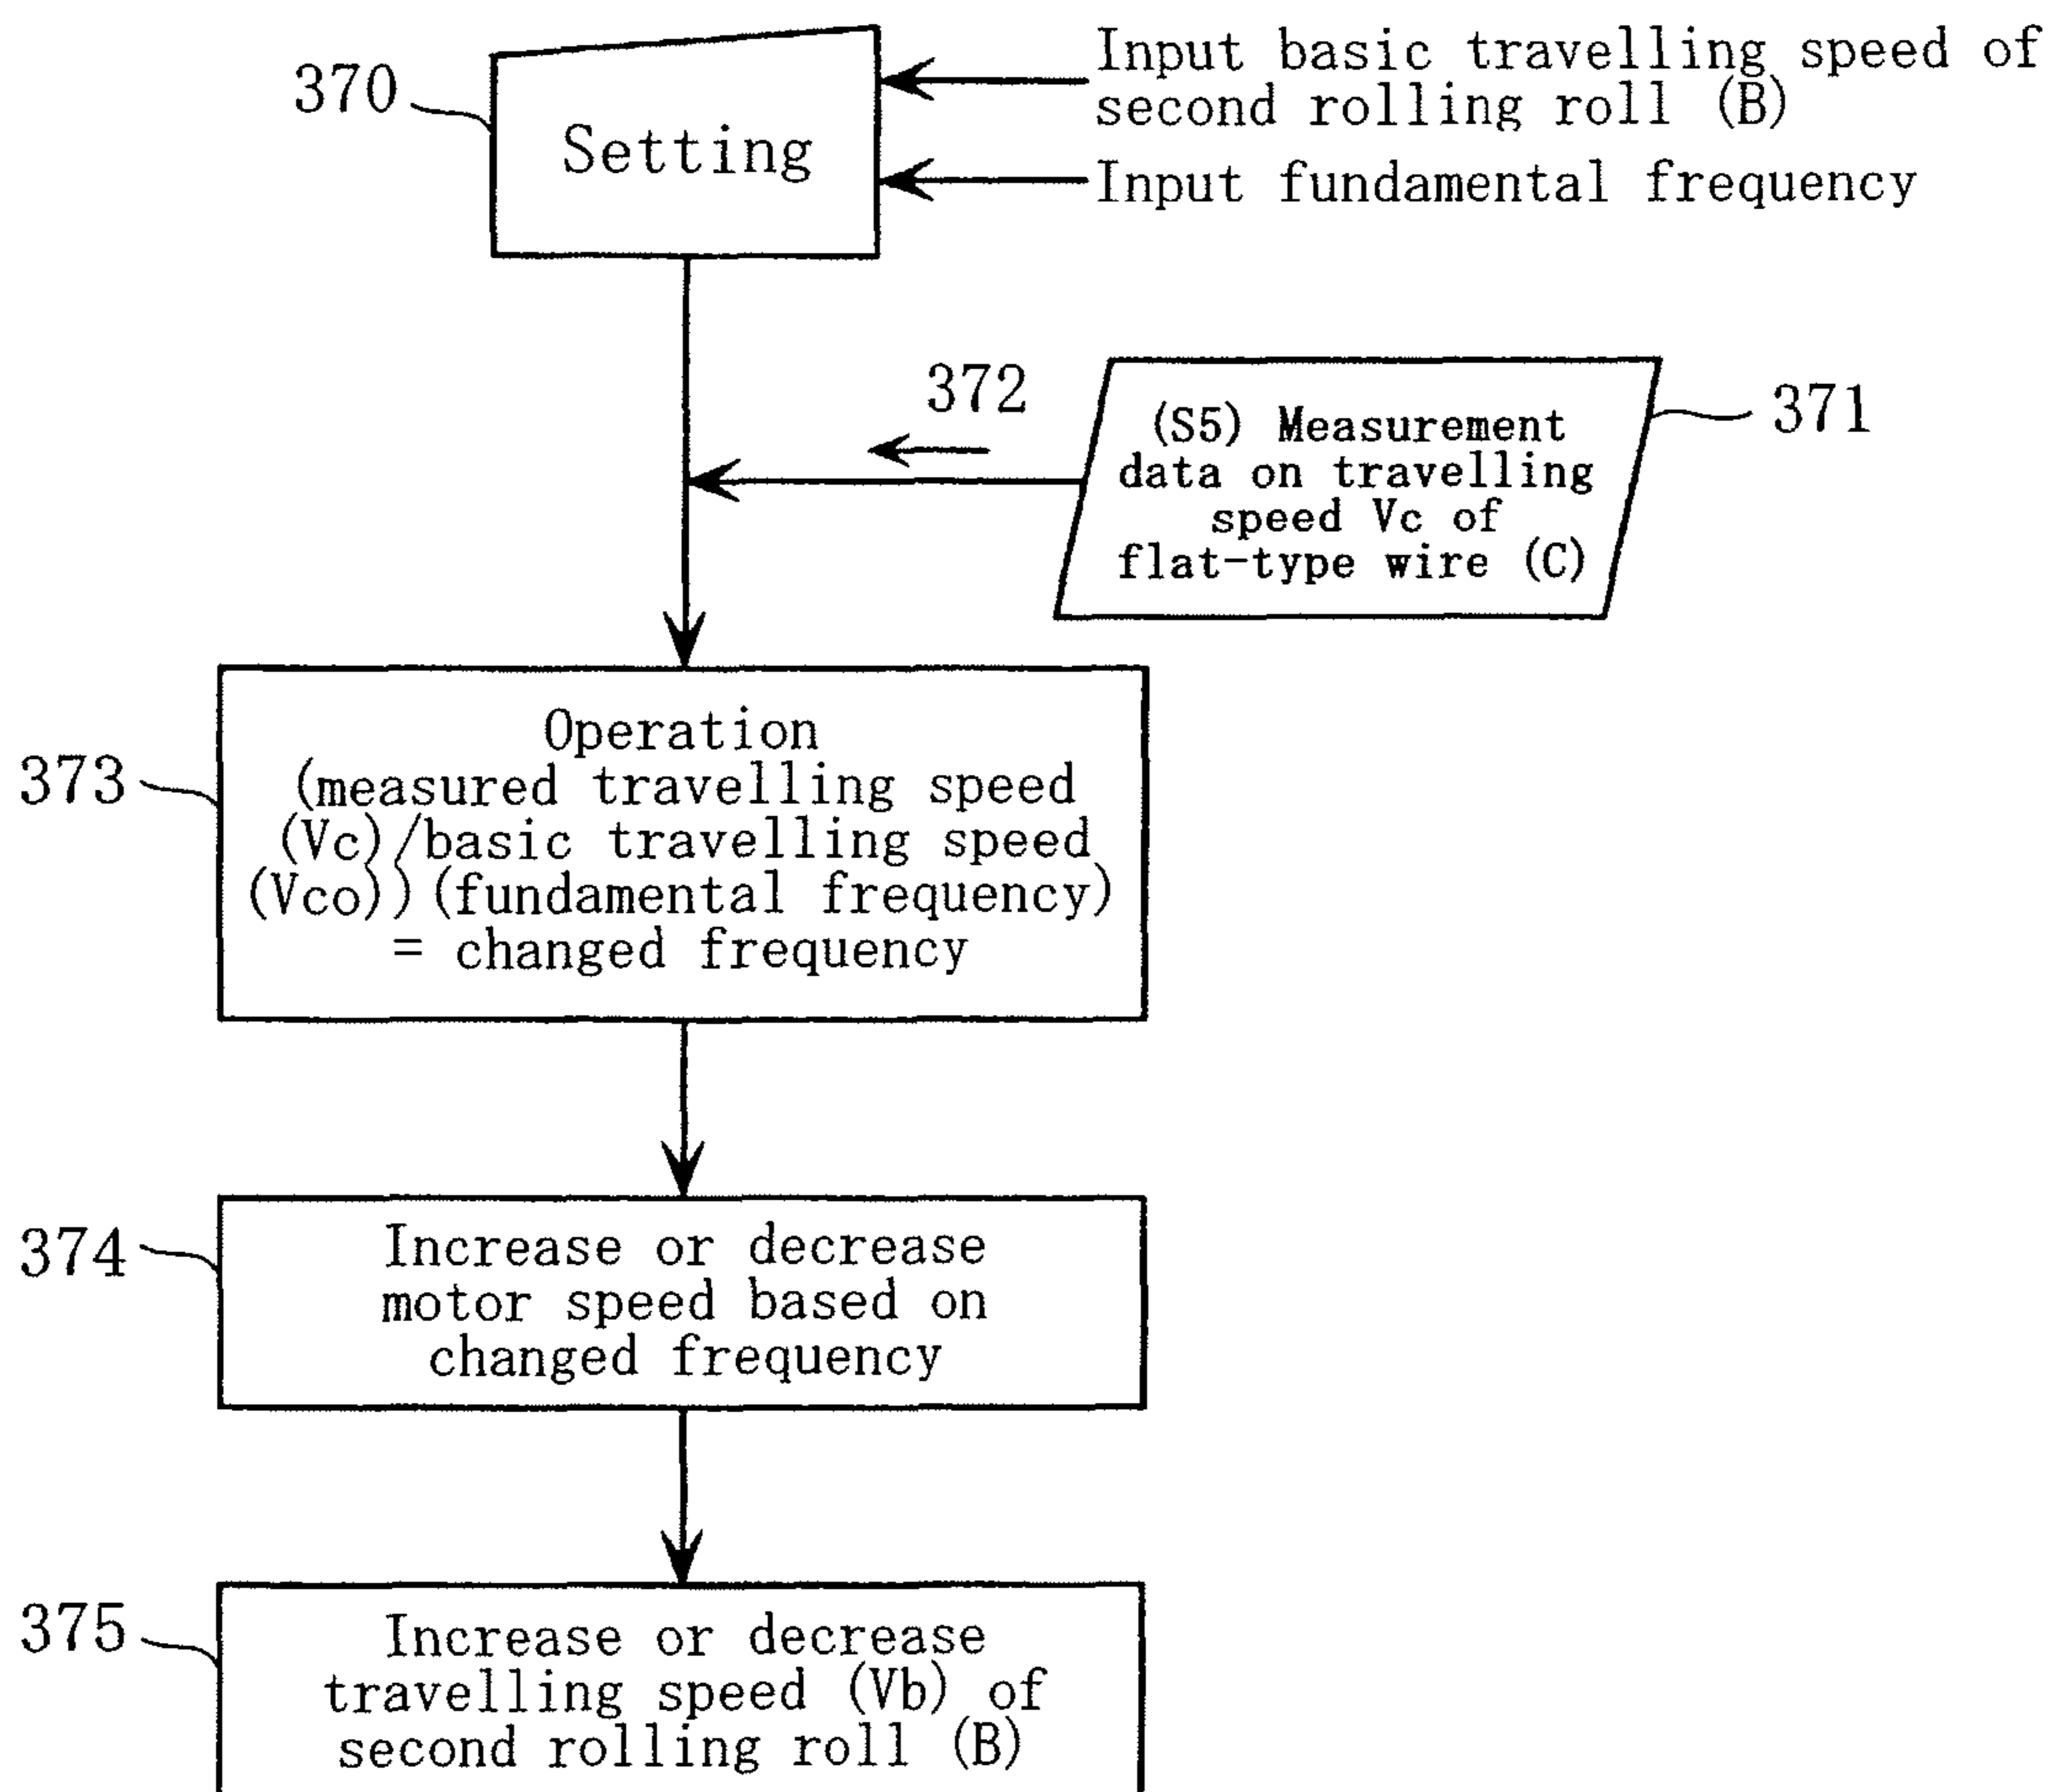 Input basic travelling speed of
second rolling roll (B)
370
Setting
Input fundamental frequency
372
371
(S5) Measurement
data on travelling
speed Vc of
flat-type wire (C)
373
Operation
(measured travelling speed
(Vc)/basic travelling speed
(Vco))(fundamental frequency)
= changed frequency
374
Increase or decrease
motor speed based on
changed frequency
375
Increase or decrease
travelling speed (Vb) of
second rolling roll (B)